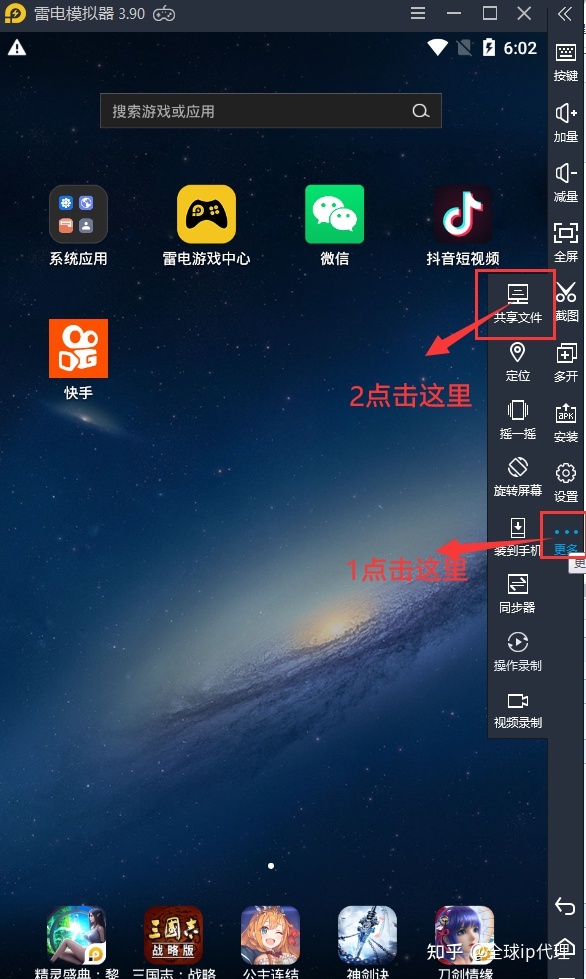 雷电模拟器 3.90
6:02
搜索游戏或应用
系统应用
雷电游戏中心
微信
抖音短视频
快手
按键
加量
减量
全屏
截图
多开
APK
安装
设置
更多
更
共享文件
定位
摇一摇
旋转屏幕
装到手机
同步器
操作录制
视频录制
2点击这里
1点击这里
三国志
战略版
精灵盛典：黎
三国志：战略
公主连结
神剑诀
刀剑情缘
知乎 @全球ip代理